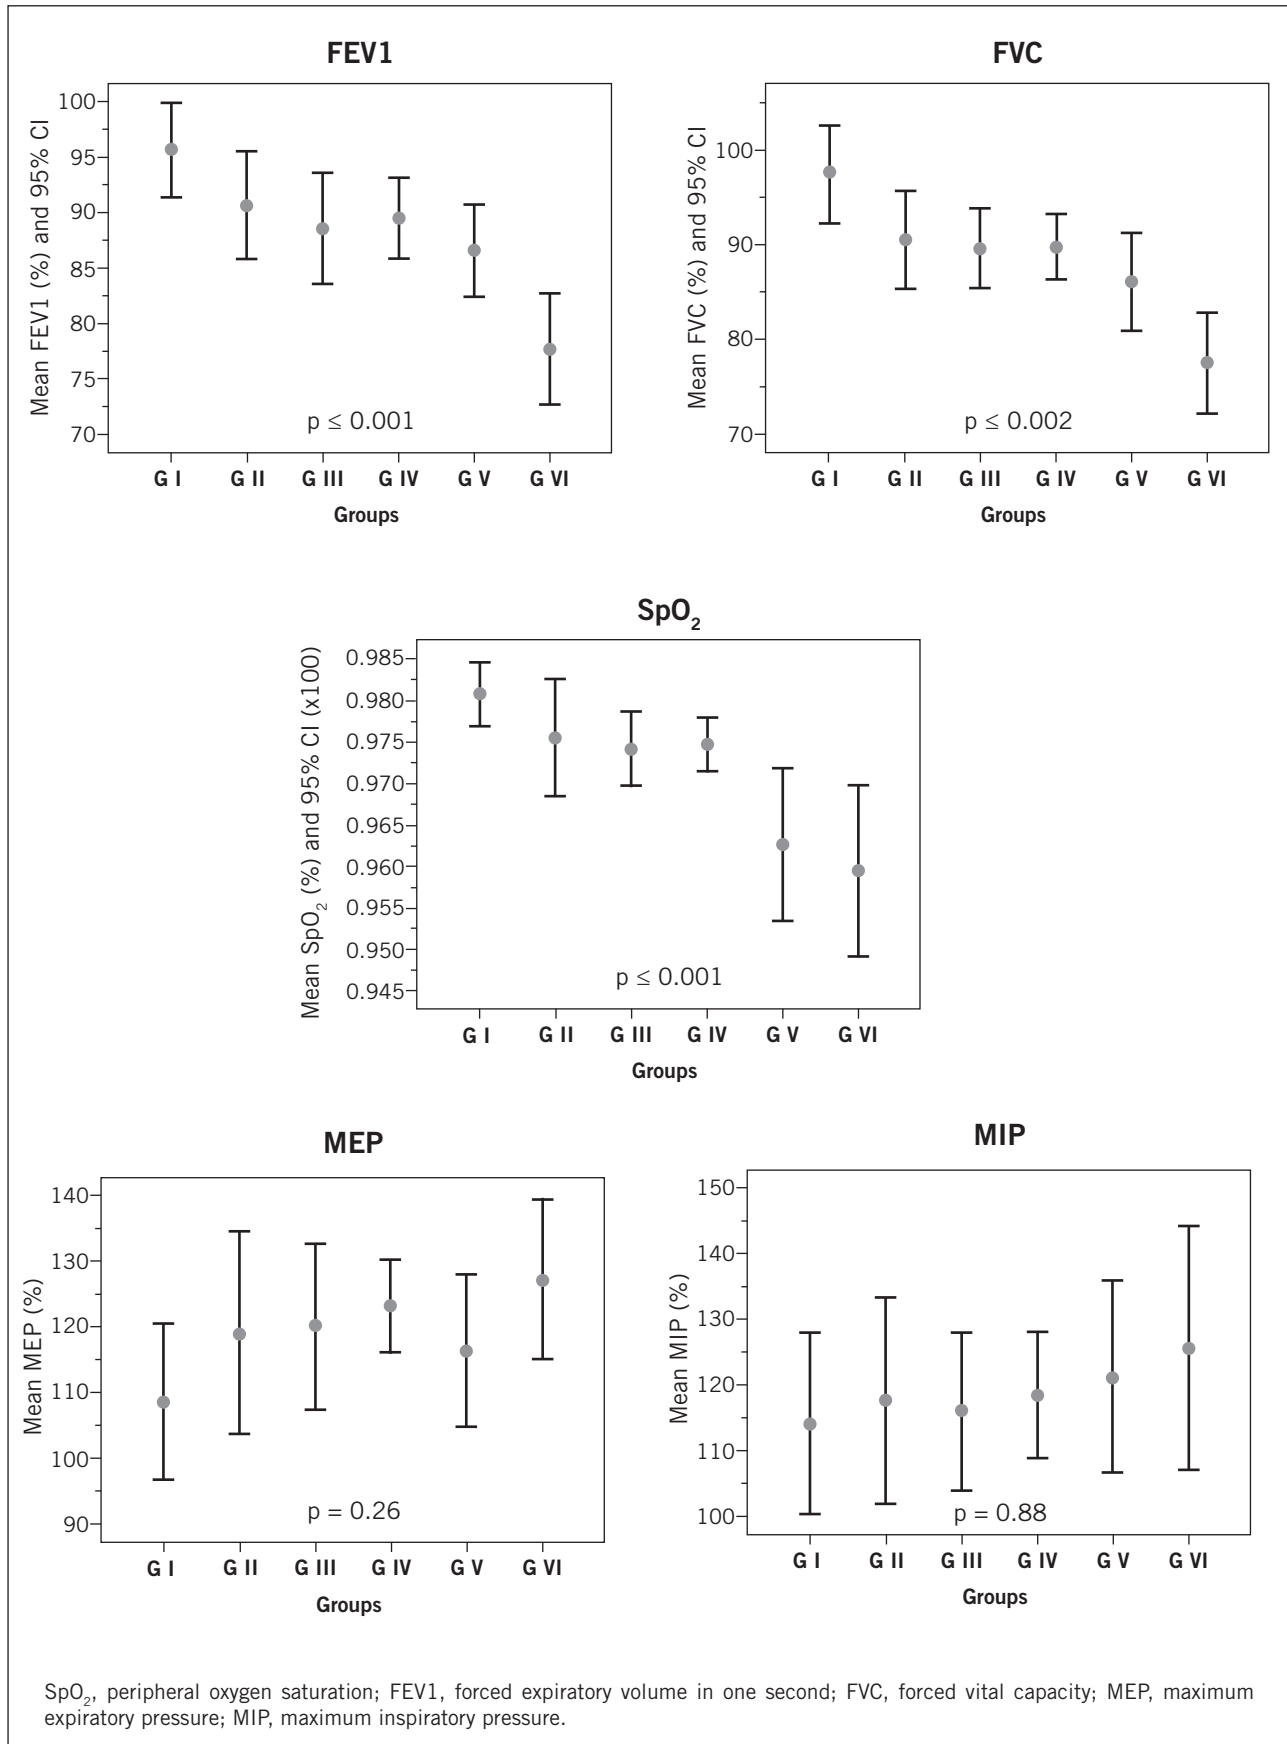 FEV1
Mean FEV1 (%) and 95% CI
100
95
90
85
80
75
70
p ≤ 0.001
G I G II G III G IV G V G VI
Groups
FVC
Mean FVC (%) and 95% CI
100
90
80
70
p ≤ 0.002
G I G II G III G IV G V G VI
Groups
SpO₂
Mean SpO₂ (%) and 95% CI (x100)
0.985
0.980
0.975
0.970
0.965
0.960
0.955
0.950
0.945
p ≤ 0.001
G I G II G III G IV G V G VI
Groups
MEP
Mean MEP (%)
140
130
120
110
100
90
p = 0.26
G I G II G III G IV G V G VI
Groups
MIP
Mean MIP (%)
150
140
130
120
110
100
p = 0.88
G I G II G III G IV G V G VI
Groups
SpO₂, peripheral oxygen saturation; FEV1, forced expiratory volume in one second; FVC, forced vital capacity; MEP, maximum
expiratory pressure; MIP, maximum inspiratory pressure.